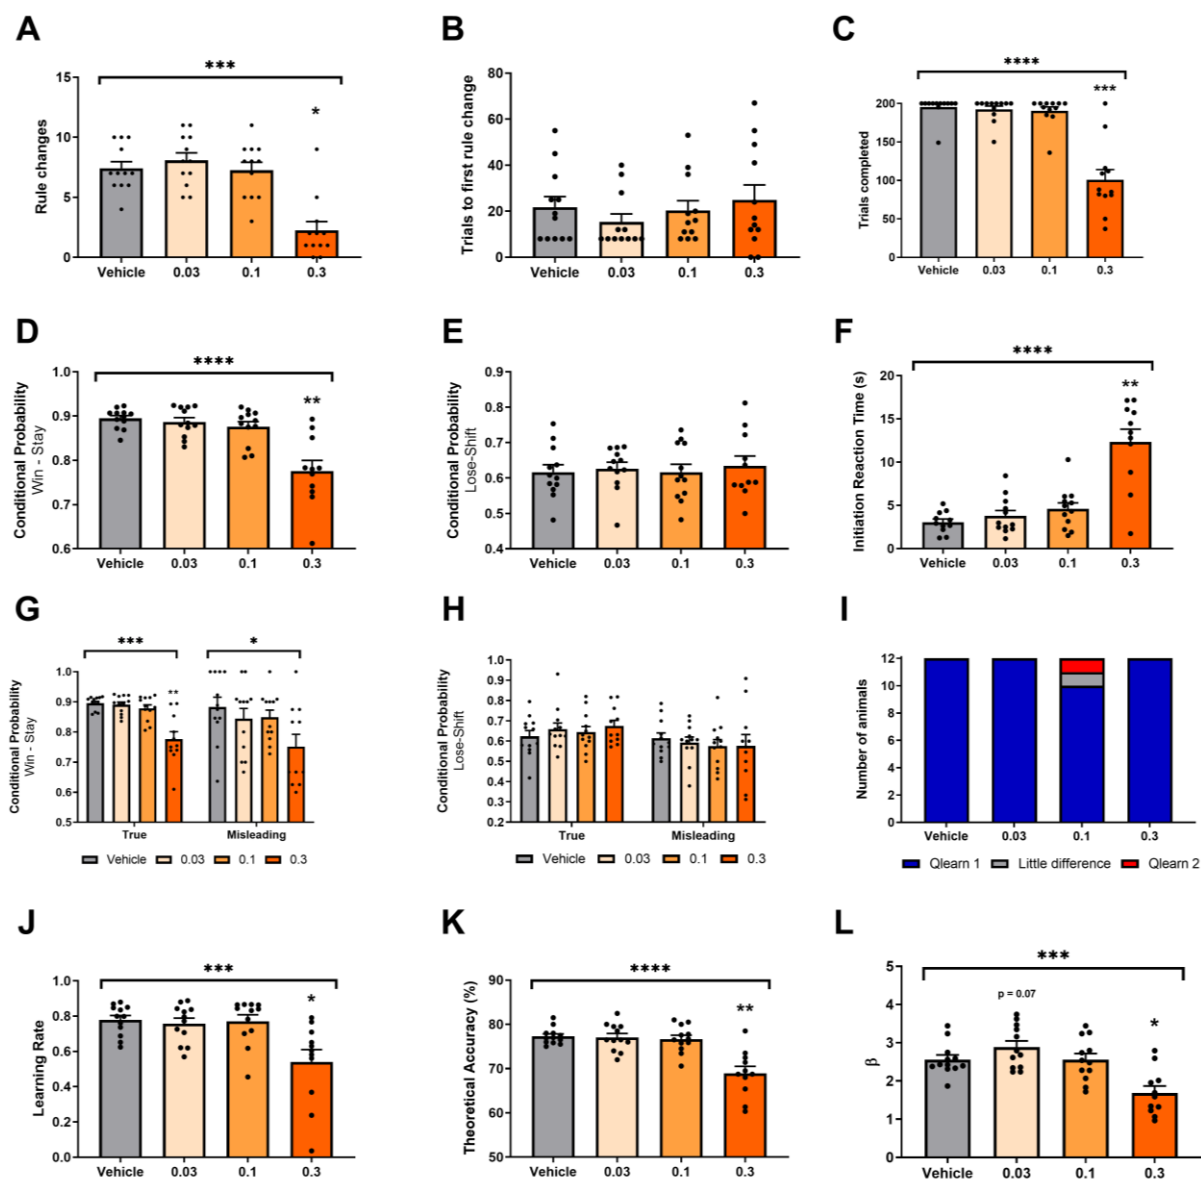 A
***
Rule changes
15
10
5
0
*
Vehicle 0.03 0.1 0.3
B
Trials to first rule change
80
60
40
20
0
Vehicle 0.03 0.1 0.3
C
****
Trials completed
200
150
100
50
0
***
Vehicle 0.03 0.1 0.3
D
****
Conditional Probability
Win - Stay
1.0
0.9
0.8
0.7
0.6
**
Vehicle 0.03 0.1 0.3
E
Conditional Probability
Lose-Shift
0.9
0.8
0.7
0.6
0.5
0.4
Vehicle 0.03 0.1 0.3
F
****
Initiation Reaction Time (s)
20
15
10
5
0
**
Vehicle 0.03 0.1 0.3
G
*** *
Conditional Probability
Win - Stay
1.0
0.9
0.8
0.7
0.6
0.5
**
True Misleading
Vehicle 0.03 0.1 0.3
H
Conditional Probability
Lose-Shift
1.0
0.9
0.8
0.7
0.6
0.5
0.4
0.3
0.2
True Misleading
Vehicle 0.03 0.1 0.3
I
Number of animals
12
10
8
6
4
2
0
Vehicle 0.03 0.1 0.3
Qlearn 1 Little difference Qlearn 2
J
***
Learning Rate
1.0
0.8
0.6
0.4
0.2
0.0
*
Vehicle 0.03 0.1 0.3
K
****
Theoretical Accuracy (%)
90
80
70
60
50
**
Vehicle 0.03 0.1 0.3
L
***
β
5
4
3
2
1
0
p = 0.07
*
Vehicle 0.03 0.1 0.3